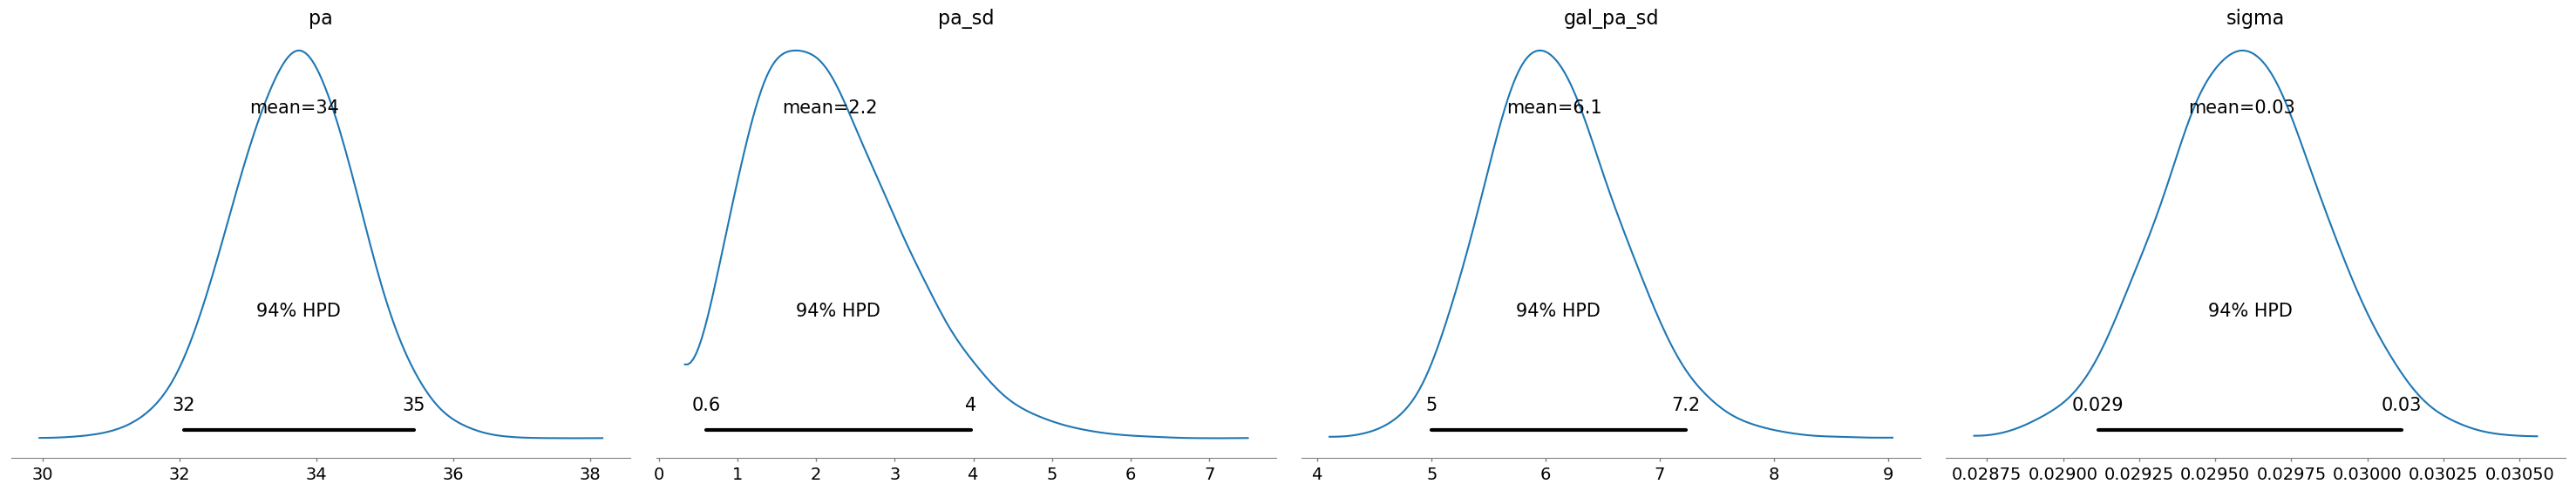 pa
mean=34
94% HPD
32 35
30 32 34 36 38
pa_sd
mean=2.2
94% HPD
0.6 4
0 1 2 3 4 5 6 7
gal_pa_sd
mean=6.1
94% HPD
5 7.2
4 5 6 7 8 9
sigma
mean=0.03
94% HPD
0.029 0.03
0.02875 0.02900 0.02925 0.02950 0.02975 0.03000 0.03025 0.03050